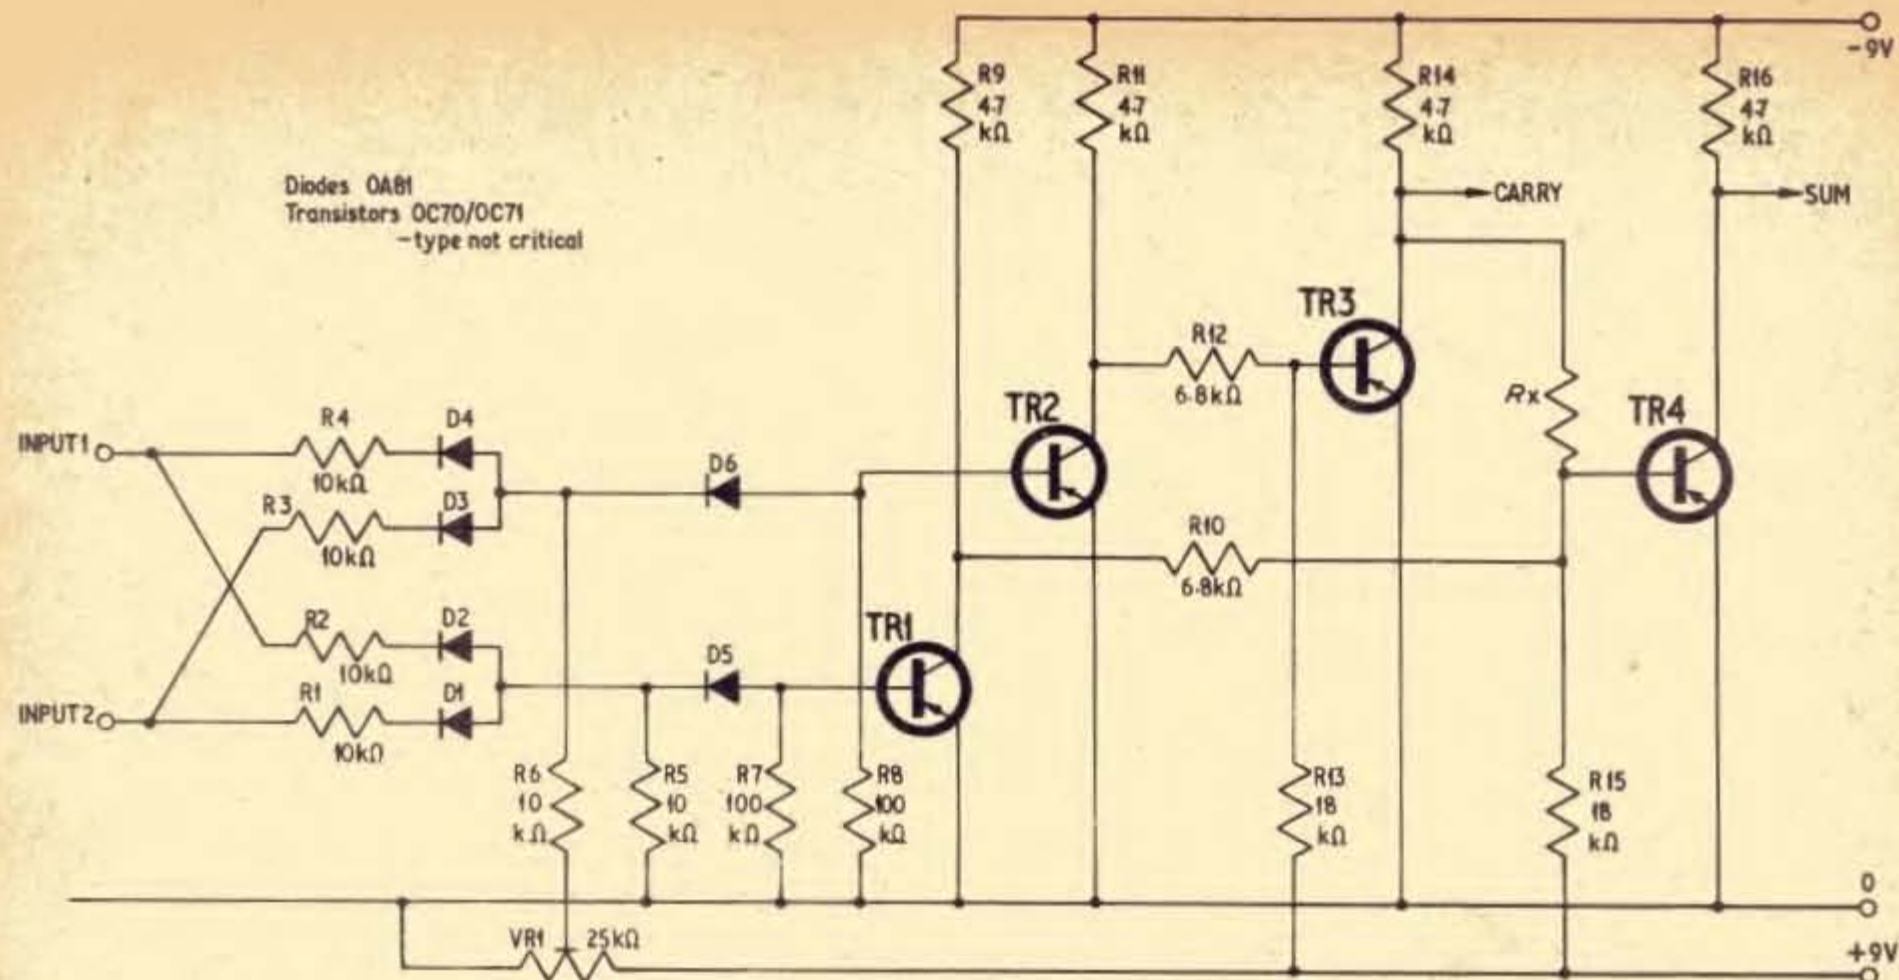 -9V
R9
4.7
kΩ
R11
4.7
kΩ
R14
4.7
kΩ
R16
4.7
kΩ
Diodes OA81
Transistors OC70/OC71
-type not critical
CARRY
SUM
TR3
R12
6.8kΩ
Rx
TR2
TR4
INPUT1
R4
10kΩ
D4
R3
10kΩ
D3
D6
R10
6.8kΩ
R2
10kΩ
D2
D5
TR1
INPUT2
R1
10kΩ
D1
R6
10
kΩ
R5
10
kΩ
R7
100
kΩ
R8
100
kΩ
R13
18
kΩ
R15
18
kΩ
0
VR1 25kΩ
+9V